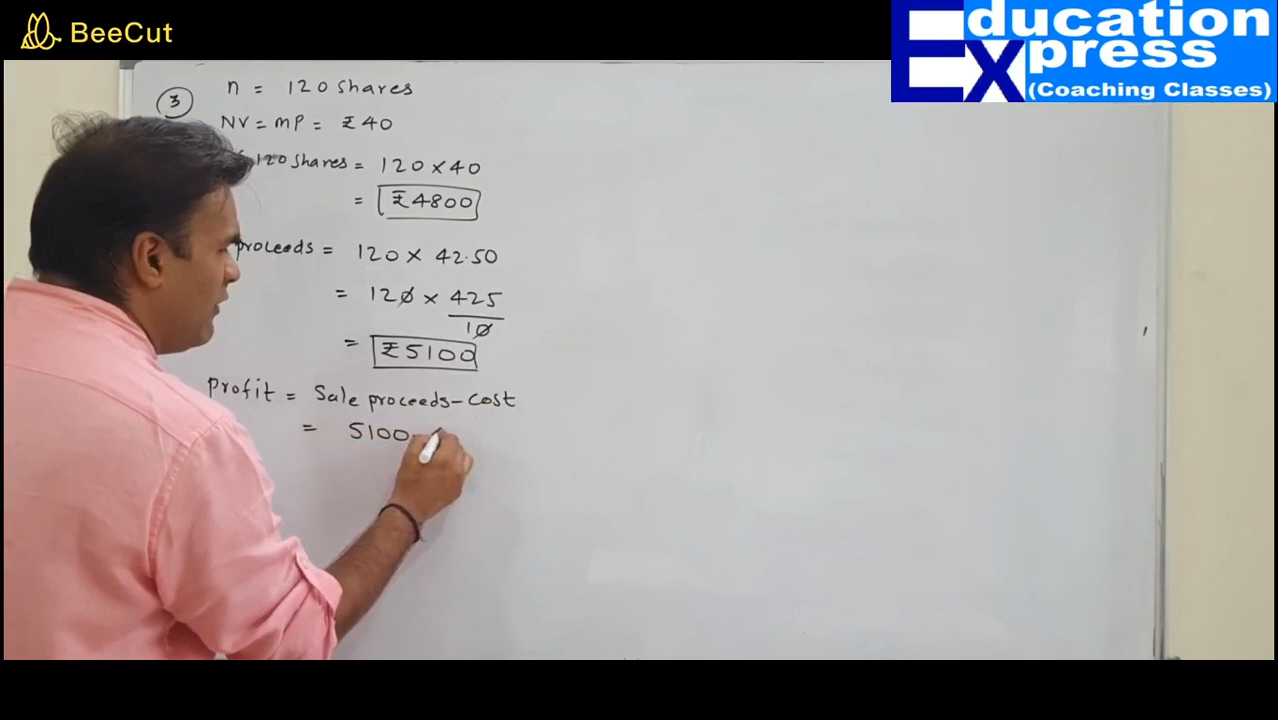 BeeCut
Education
Express
(Coaching Classes)
3
n = 120 shares
NV = MP = ₹40
120 shares = 120 × 40
= ₹4800
proceeds = 120 × 42.50
= 120 × 425
10
= ₹5100
Profit = Sale proceeds - cost
= 5100 -